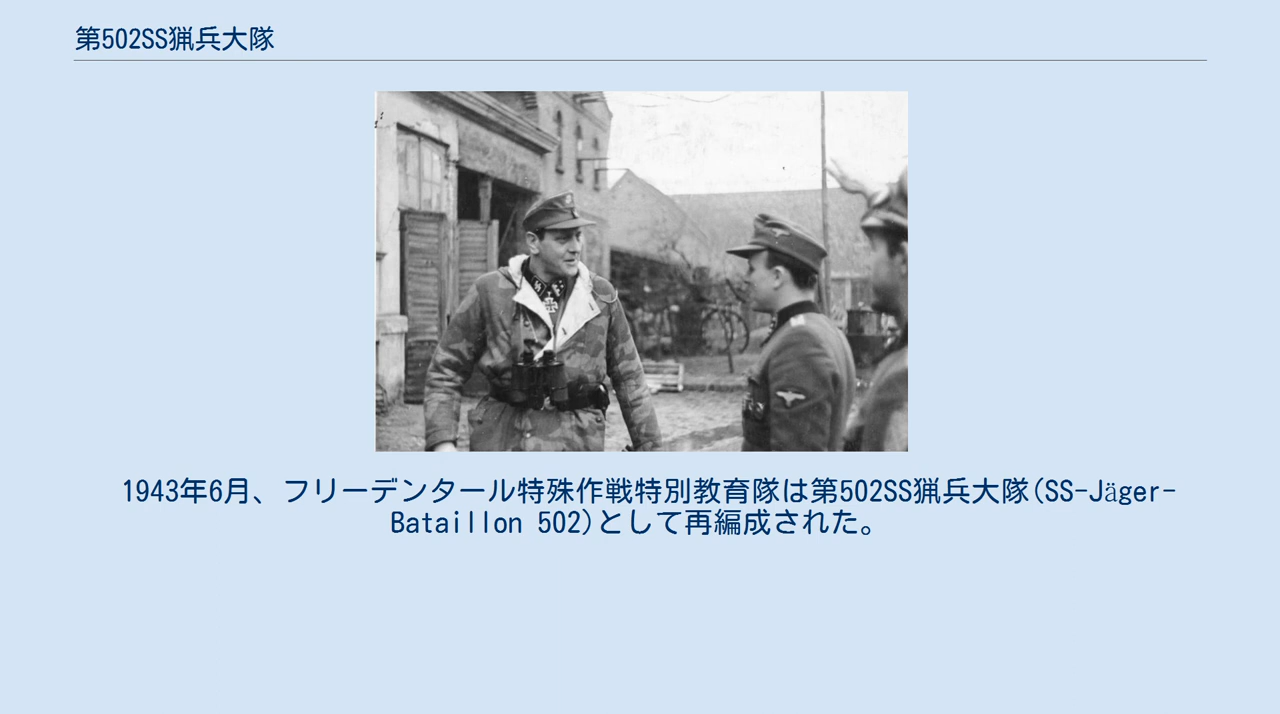 第502SS猟兵大隊
1943年6月、フリーデンタール特殊作戦特別教育隊は第502SS猟兵大隊(SS-Jäger-
Bataillon 502)として再編成された。